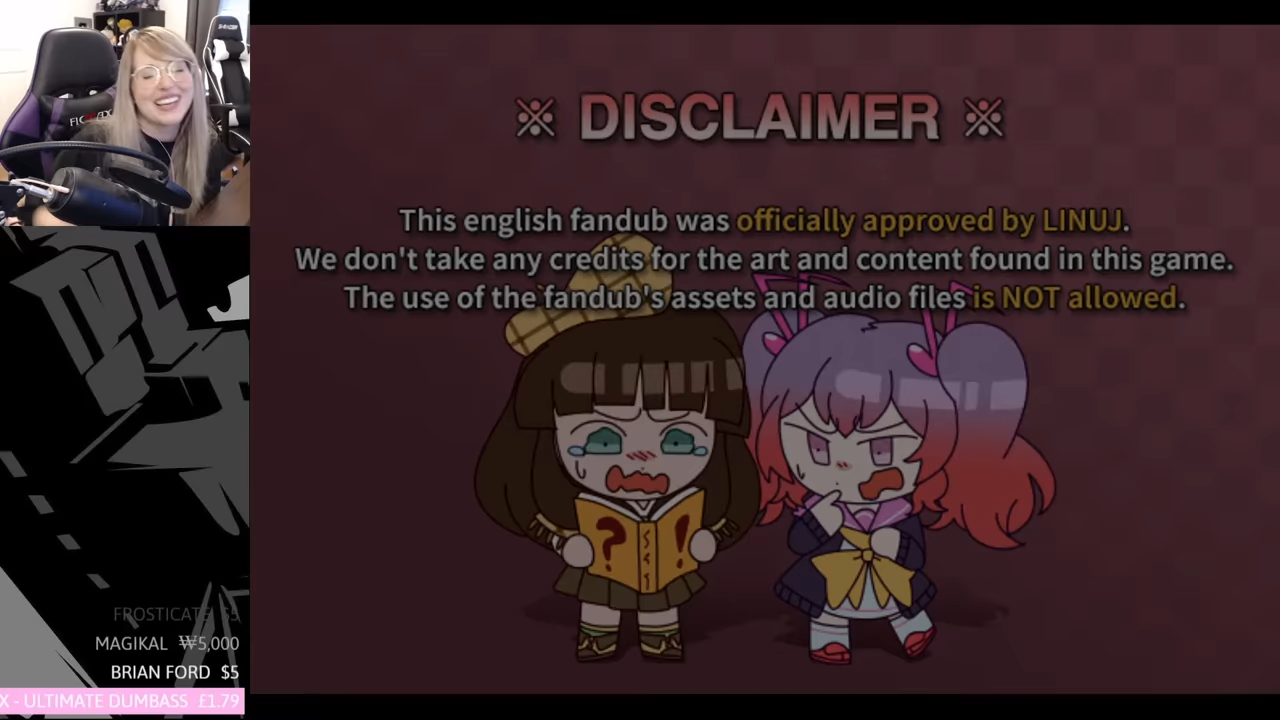 ※ DISCLAIMER ※
This english fandub was officially approved by LINUJ.
We don't take any credits for the art and content found in this game.
The use of the fandub's assets and audio files is NOT allowed.
? !
FROSTICATE $5
MAGIKAL ₩5,000
BRIAN FORD $5
X - ULTIMATE DUMBASS £1.79